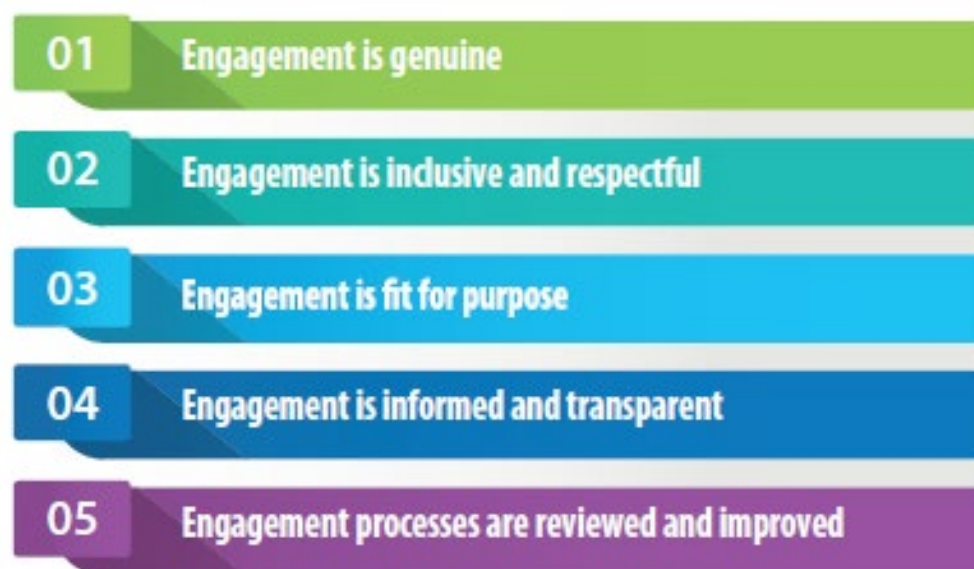 01 Engagement is genuine
02 Engagement is inclusive and respectful
03 Engagement is fit for purpose
04 Engagement is informed and transparent
05 Engagement processes are reviewed and improved